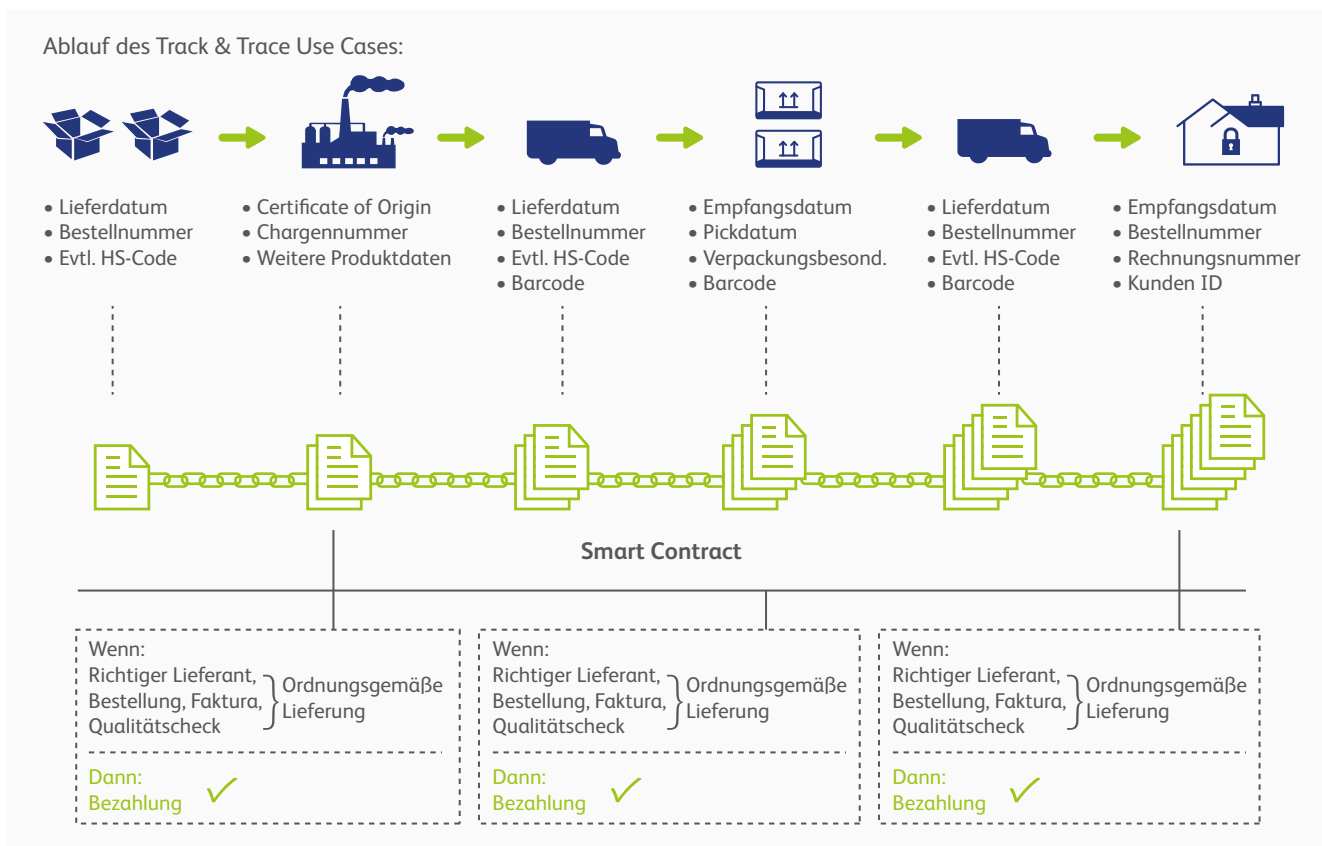 Ablauf des Track & Trace Use Cases:
• Lieferdatum
• Bestellnummer
• Evtl. HS-Code
• Certificate of Origin
• Chargennummer
• Weitere Produktdaten
• Lieferdatum
• Bestellnummer
• Evtl. HS-Code
• Barcode
• Empfangsdatum
• Pickdatum
• Verpackungsbesond.
• Barcode
• Lieferdatum
• Bestellnummer
• Evtl. HS-Code
• Barcode
• Empfangsdatum
• Bestellnummer
• Rechnungsnummer
• Kunden ID
Smart Contract
Wenn:
Richtiger Lieferant,
Bestellung, Faktura,
Qualitätscheck
Ordnungsgemäße
Lieferung
Dann:
Bezahlung
Wenn:
Richtiger Lieferant,
Bestellung, Faktura,
Qualitätscheck
Ordnungsgemäße
Lieferung
Dann:
Bezahlung
Wenn:
Richtiger Lieferant,
Bestellung, Faktura,
Qualitätscheck
Ordnungsgemäße
Lieferung
Dann:
Bezahlung